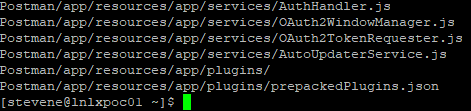 Postman/app/resources/app/services/AuthHandler.js
Postman/app/resources/app/services/OAuth2WindowManager.js
Postman/app/resources/app/services/OAuth2TokenRequester.js
Postman/app/resources/app/services/AutoUpdaterService.js
Postman/app/resources/app/plugins/
Postman/app/resources/app/plugins/prepackedPlugins.json
[stevene@lnlxpoc01 ~]$